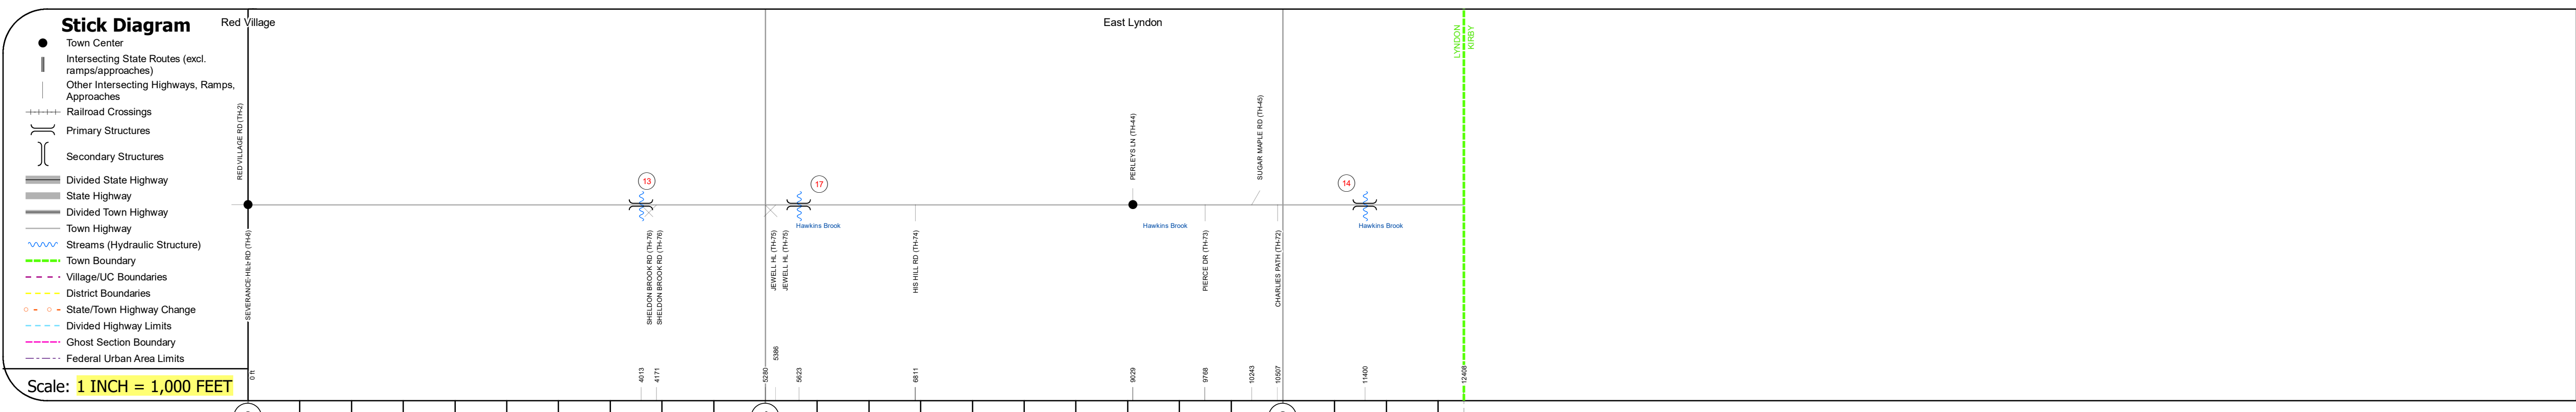 Stick Diagram
Town Center
Intersecting State Routes (excl.
ramps/approaches)
Other Intersecting Highways, Ramps,
Approaches
Railroad Crossings
Primary Structures
Secondary Structures
Divided State Highway
State Highway
Divided Town Highway
Town Highway
Streams (Hydraulic Structure)
Town Boundary
Village/UC Boundaries
District Boundaries
State/Town Highway Change
Divided Highway Limits
Ghost Section Boundary
Federal Urban Area Limits
Scale: 1 INCH = 1,000 FEET
Red Village
East Lyndon
LYNDON
KIRBY
RED VILLAGE RD (TH-2)
PERLEYS LN (TH-44)
SUGAR MAPLE RD (TH-45)
13
17
14
Hawkins Brook
Hawkins Brook
Hawkins Brook
SEVERANCE HILL RD (TH-6)
SHELDON BROOK RD (TH-76)
SHELDON BROOK RD (TH-76)
JEWELL HL (TH-75)
JEWELL HL (TH-75)
HIS HILL RD (TH-74)
PIERCE DR (TH-73)
CHARLIES PATH (TH-72)
0 ft
4013
4171
5280
5386
5623
6811
9029
9768
10243
10507
11400
12408